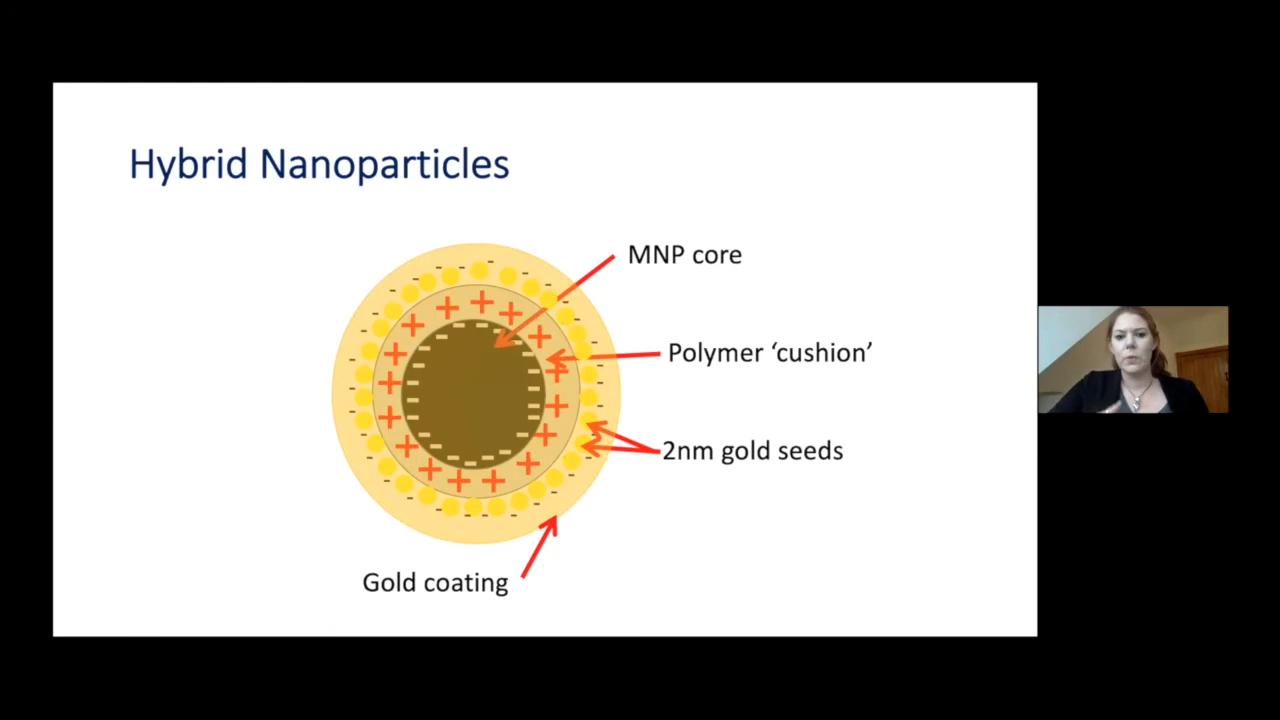 Hybrid Nanoparticles
MNP core
Polymer ‘cushion’
2nm gold seeds
Gold coating